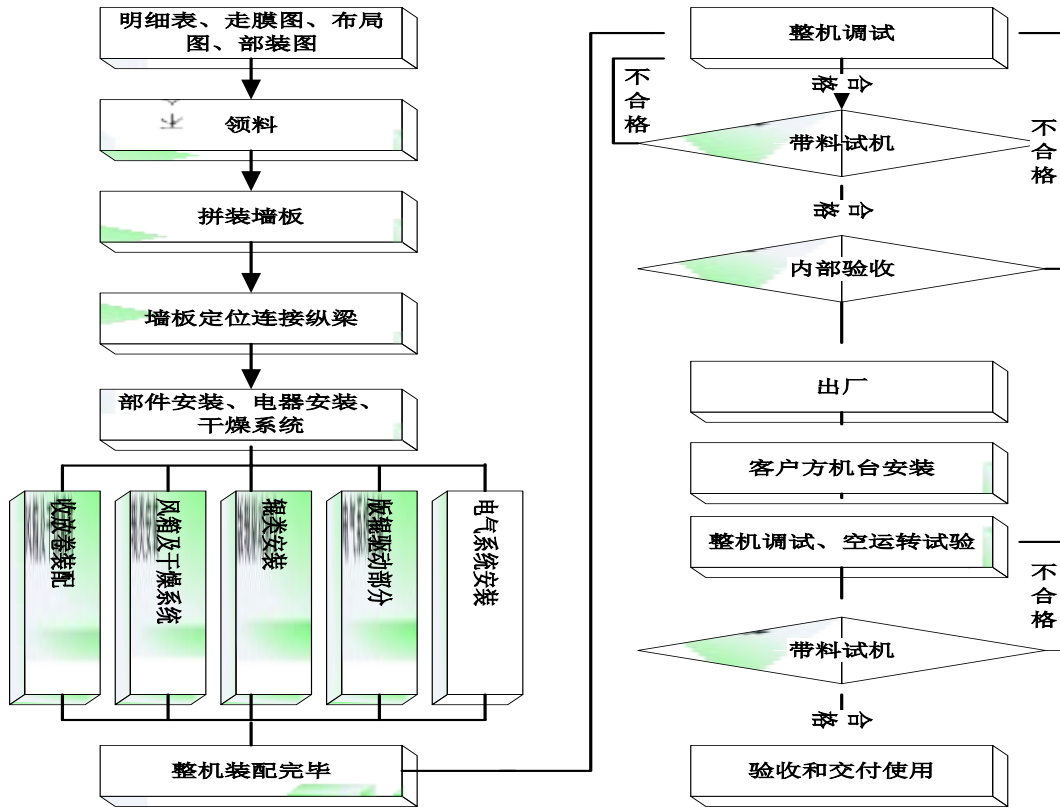 明细表、走膜图、布局
图、部装图
领料
拼装墙板
墙板定位连接纵梁
部件安装、电器安装、
干燥系统
收放卷装配
风箱及干燥系统
辊类安装
版辊驱动部分
电气系统安装
整机装配完毕
整机调试
合格
不合格
带料试机
不合格
合格
内部验收
出厂
客户方机台安装
整机调试、空运转试验
不合格
带料试机
合格
验收和交付使用